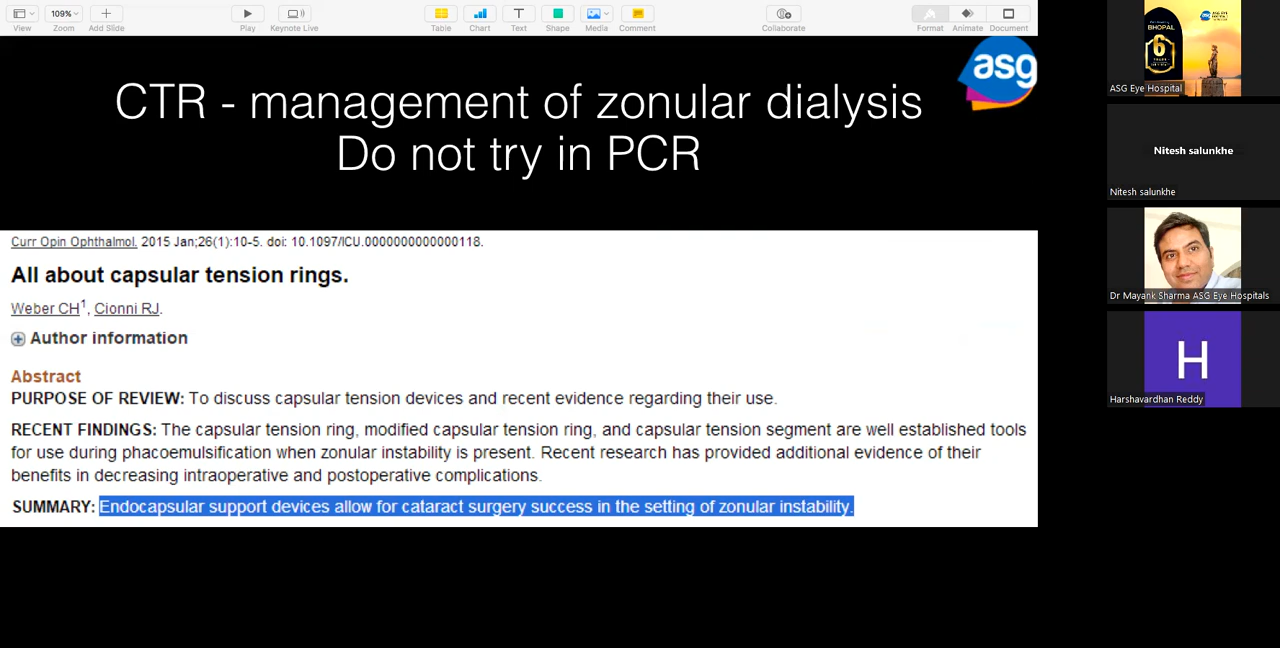 View
109%
Zoom
Add Slide
Play
Keynote Live
Table
Chart
Text
Shape
Media
Comment
Collaborate
Format
Animate
Document
asg
CTR - management of zonular dialysis
Do not try in PCR
Curr Opin Ophthalmol. 2015 Jan;26(1):10-5. doi: 10.1097/ICU.0000000000000118.
All about capsular tension rings.
Weber CH1, Cionni RJ.
Author information
Abstract
PURPOSE OF REVIEW: To discuss capsular tension devices and recent evidence regarding their use.
RECENT FINDINGS: The capsular tension ring, modified capsular tension ring, and capsular tension segment are well established tools
for use during phacoemulsification when zonular instability is present. Recent research has provided additional evidence of their
benefits in decreasing intraoperative and postoperative complications.
SUMMARY: Endocapsular support devices allow for cataract surgery success in the setting of zonular instability.
BHOPAL
6
ASG EYE
ASG Eye Hospital
Nitesh salunkhe
Nitesh salunkhe
Dr Mayank Sharma ASG Eye Hospitals
H
Harshavardhan Reddy